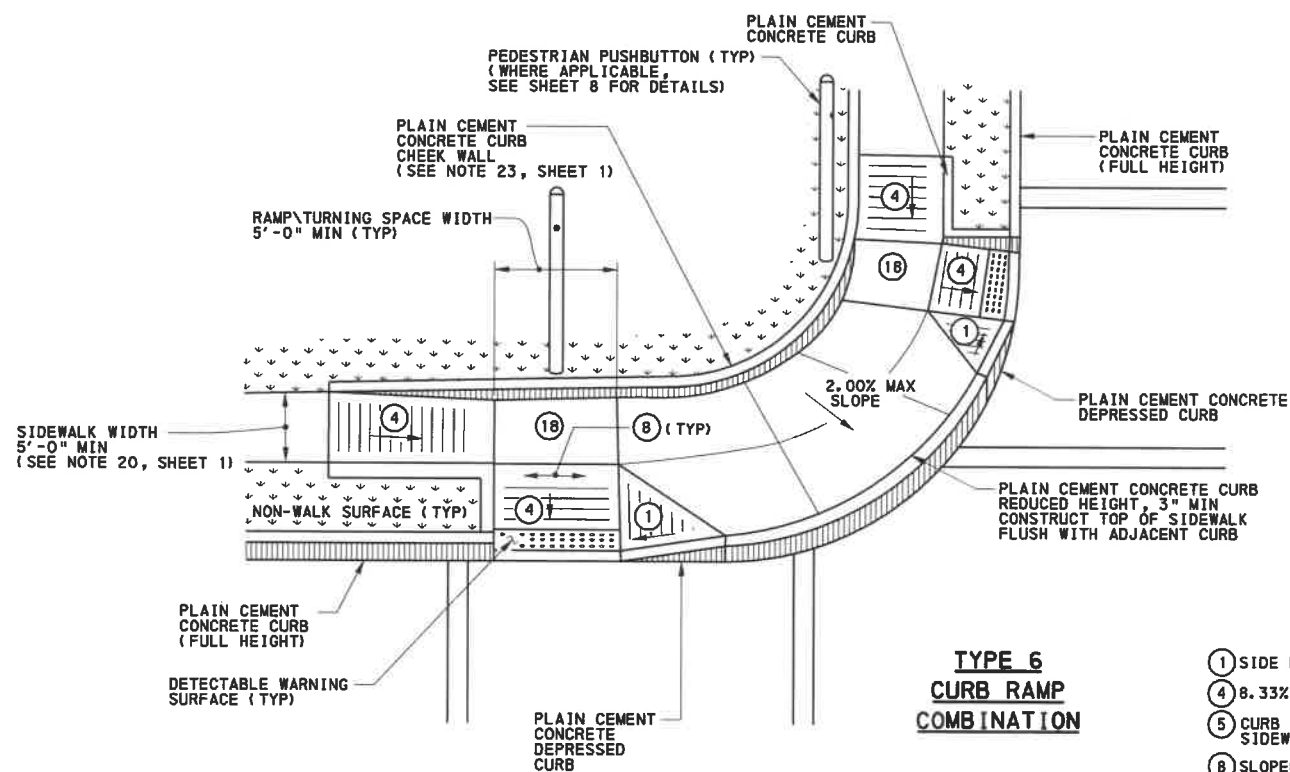 PLAIN CEMENT
CONCRETE CURB
PEDESTRIAN PUSHBUTTON (TYP)
(WHERE APPLICABLE,
SEE SHEET 8 FOR DETAILS)
PLAIN CEMENT
CONCRETE CURB
CHEEK WALL
(SEE NOTE 23, SHEET 1)
PLAIN CEMENT
CONCRETE CURB
(FULL HEIGHT)
RAMP\TURNING SPACE WIDTH
5'-0" MIN (TYP)
4
18
4
1
2.00% MAX
SLOPE
PLAIN CEMENT CONCRETE
DEPRESSED CURB
SIDEWALK WIDTH
5'-0" MIN
(SEE NOTE 20, SHEET 1)
4
18
8 (TYP)
NON-WALK SURFACE (TYP)
4
1
PLAIN CEMENT CONCRETE CURB
REDUCED HEIGHT, 3" MIN
CONSTRUCT TOP OF SIDEWALK
FLUSH WITH ADJACENT CURB
PLAIN CEMENT
CONCRETE CURB
(FULL HEIGHT)
DETECTABLE WARNING
SURFACE (TYP)
PLAIN CEMENT
CONCRETE
DEPRESSED
CURB
TYPE 6
CURB RAMP
COMBINATION
1 SIDE
4 8.33%
5 CURB
SIDEW
8 SLOPE